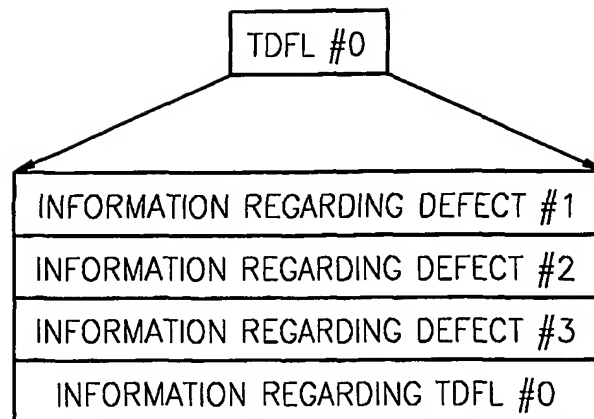 TDFL #0
INFORMATION REGARDING DEFECT #1
INFORMATION REGARDING DEFECT #2
INFORMATION REGARDING DEFECT #3
INFORMATION REGARDING TDFL #0